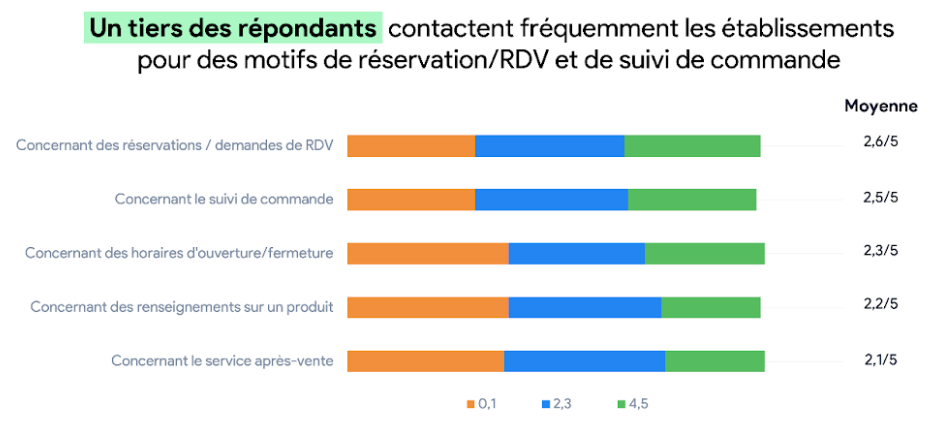 Un tiers des répondants contactent fréquemment les établissements
pour des motifs de réservation/RDV et de suivi de commande
Moyenne
Concernant des réservations / demandes de RDV 2,6/5
Concernant le suivi de commande 2,5/5
Concernant des horaires d'ouverture/fermeture 2,3/5
Concernant des renseignements sur un produit 2,2/5
Concernant le service après-vente 2,1/5
0,1 2,3 4,5